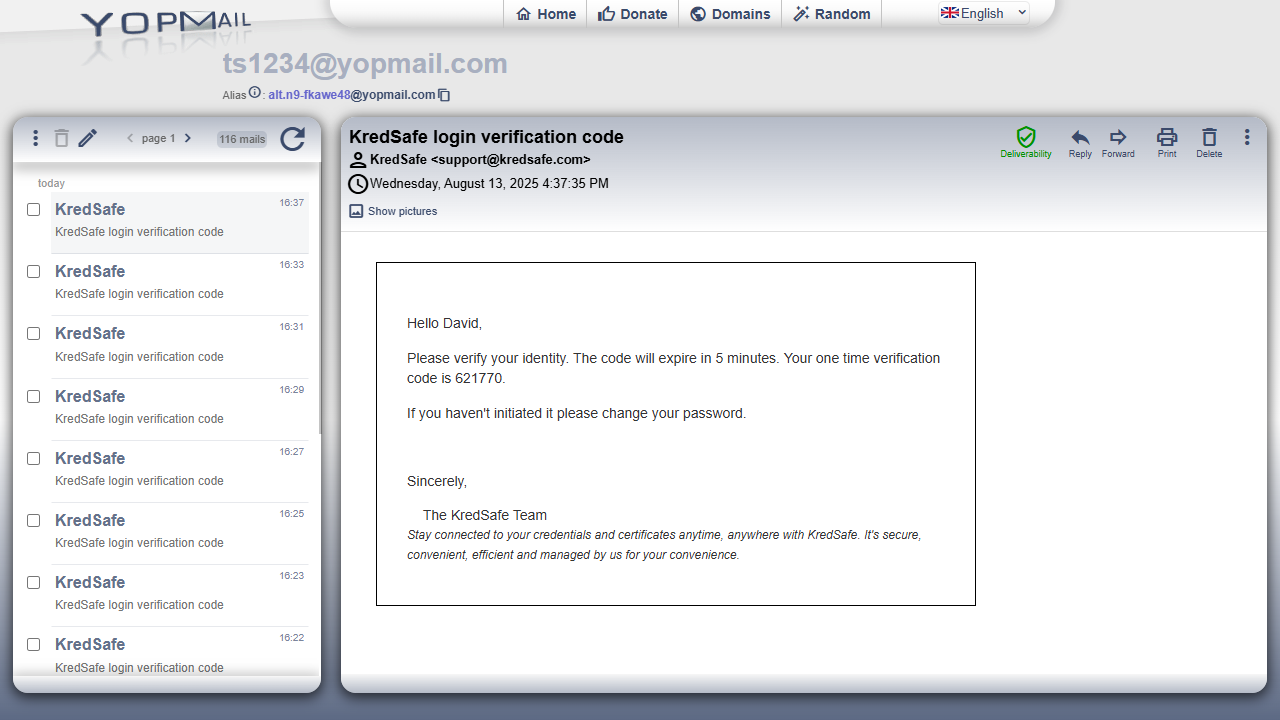 YOPMail
Home
Donate
Domains
Random
English
ts1234@yopmail.com
Alias : alt.n9-fkawe48@yopmail.com
page 1
116 mails
today
KredSafe 16:37
KredSafe login verification code
KredSafe 16:33
KredSafe login verification code
KredSafe 16:31
KredSafe login verification code
KredSafe 16:29
KredSafe login verification code
KredSafe 16:27
KredSafe login verification code
KredSafe 16:25
KredSafe login verification code
KredSafe 16:23
KredSafe login verification code
KredSafe 16:22
KredSafe login verification code
KredSafe login verification code
KredSafe <support@kredsafe.com>
Wednesday, August 13, 2025 4:37:35 PM
Show pictures
Deliverability
Reply
Forward
Print
Delete
Hello David,
Please verify your identity. The code will expire in 5 minutes. Your one time verification
code is 621770.
If you haven't initiated it please change your password.
Sincerely,
The KredSafe Team
Stay connected to your credentials and certificates anytime, anywhere with KredSafe. It's secure,
convenient, efficient and managed by us for your convenience.